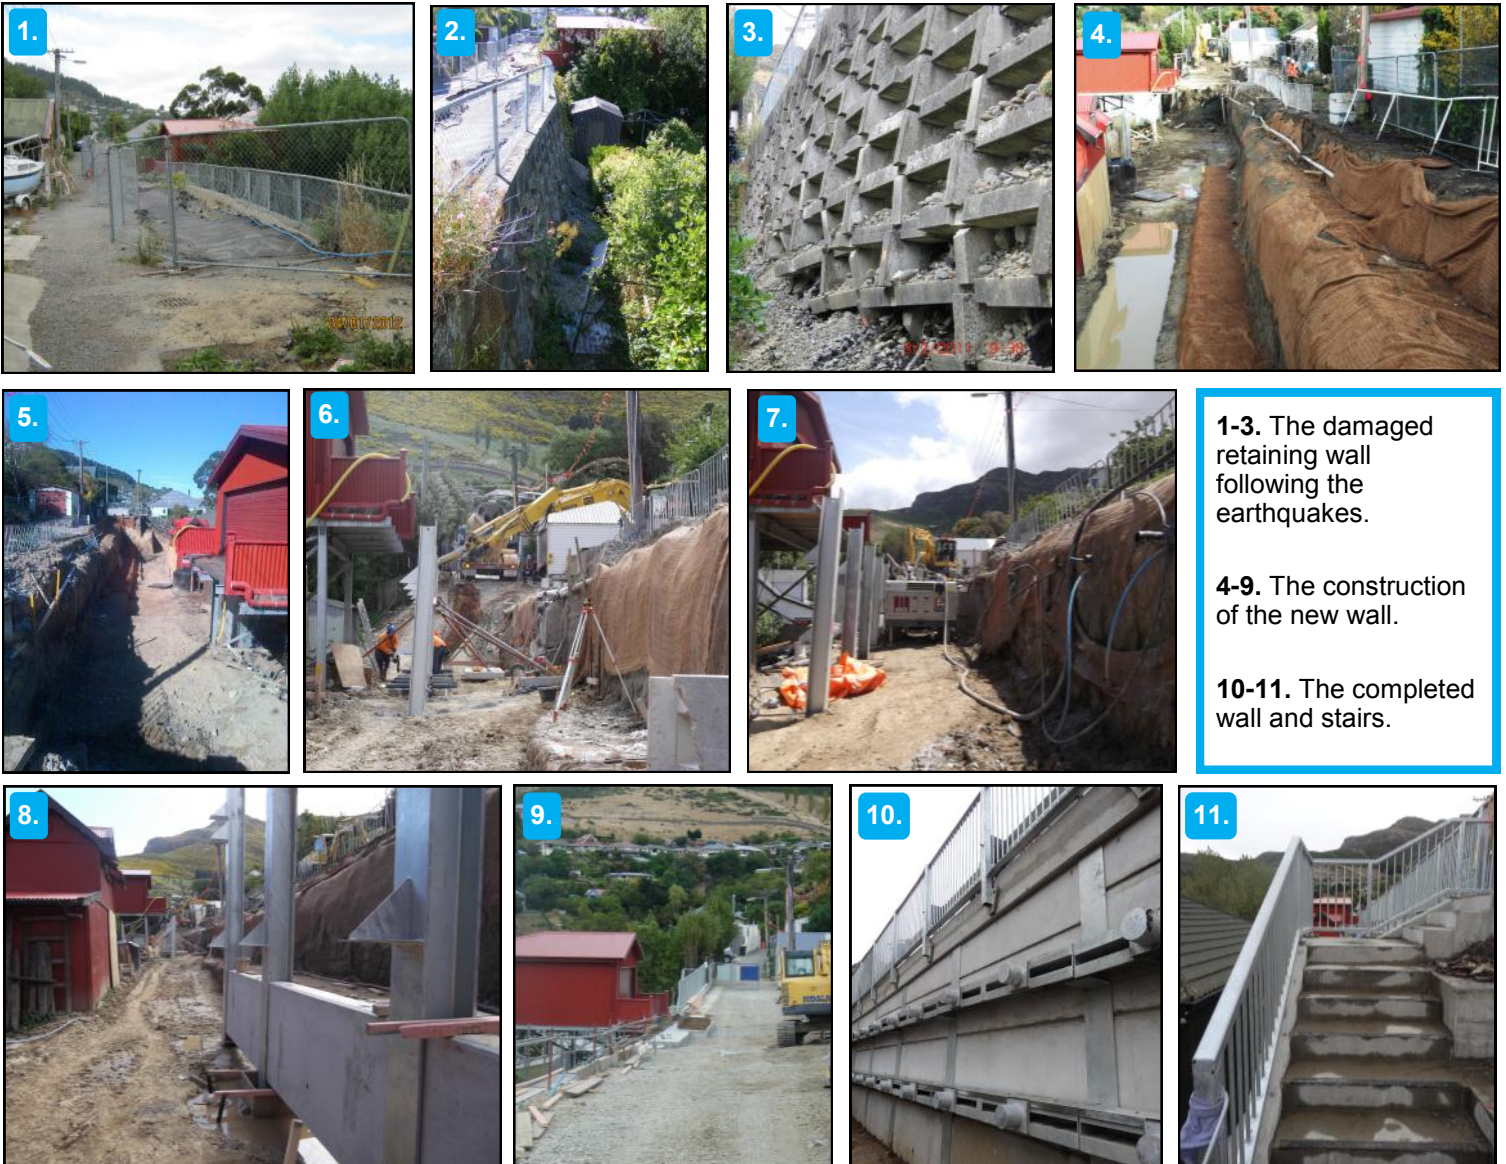 1.
2.
3.
4.
5.
6.
7.
1-3. The damaged
retaining wall
following the
earthquakes.
4-9. The construction
of the new wall.
10-11. The completed
wall and stairs.
8.
9.
10.
11.